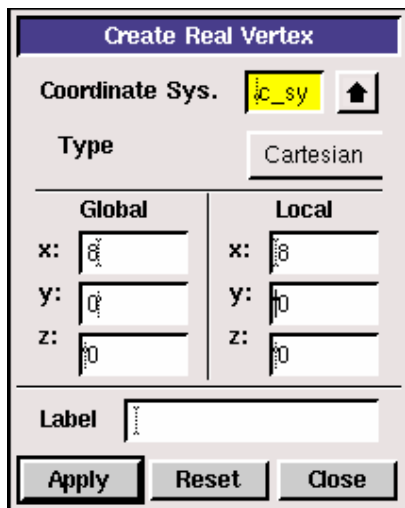 Create Real Vertex
Coordinate Sys. c_sy
Type Cartesian
Global Local
x: 8 x: 8
y: 0 y: 0
z: 0 z: 0
Label
Apply Reset Close